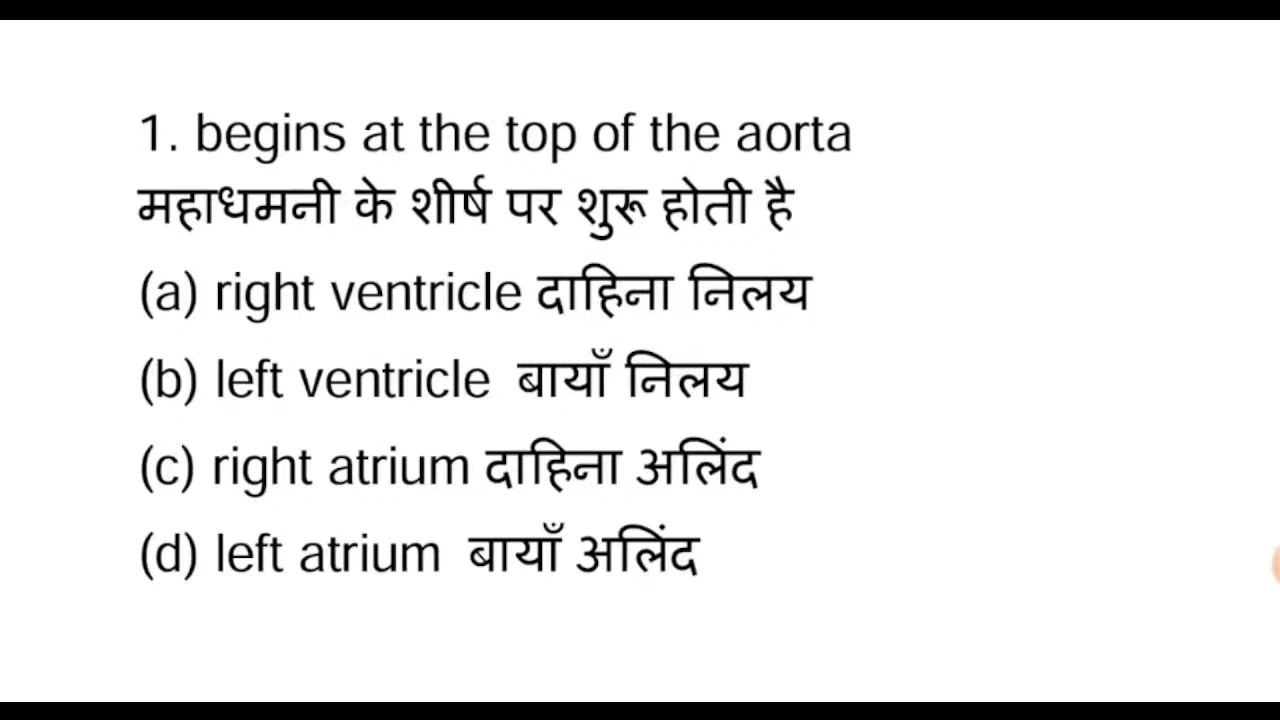 1. begins at the top of the aorta
महाधमनी के शीर्ष पर शुरू होती है
(a) right ventricle दाहिना निलय
(b) left ventricle बायाँ निलय
(c) right atrium दाहिना अलिंद
(d) left atrium बायाँ अलिंद